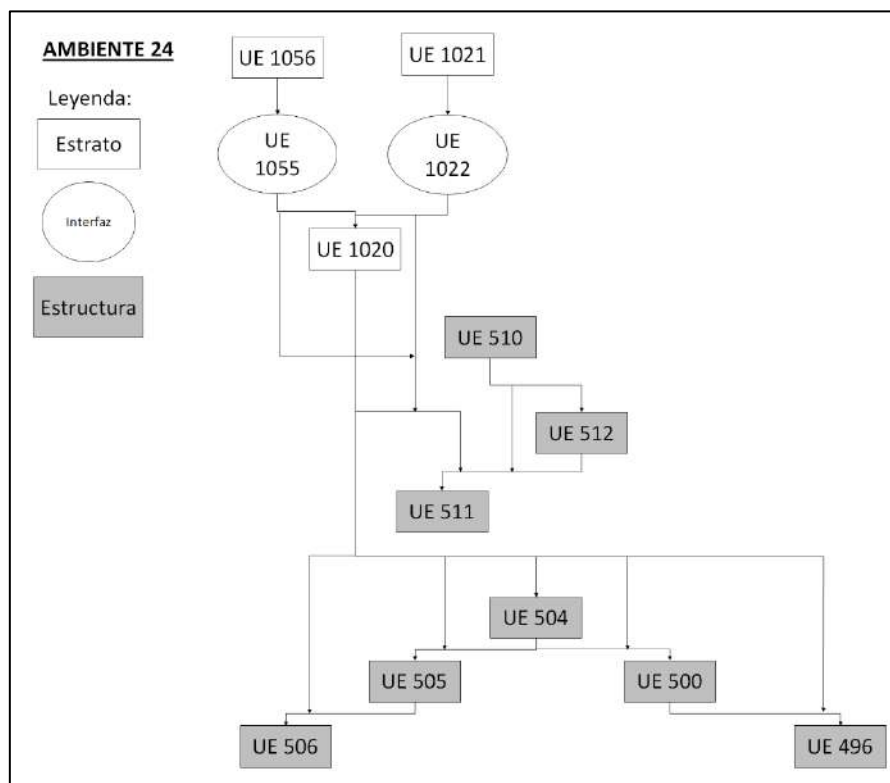 AMBIENTE 24
Leyenda:
Estrato
Interfaz
Estructura
UE 1056
UE 1021
UE
1055
UE
1022
UE 1020
UE 510
UE 512
UE 511
UE 504
UE 505
UE 500
UE 506
UE 496